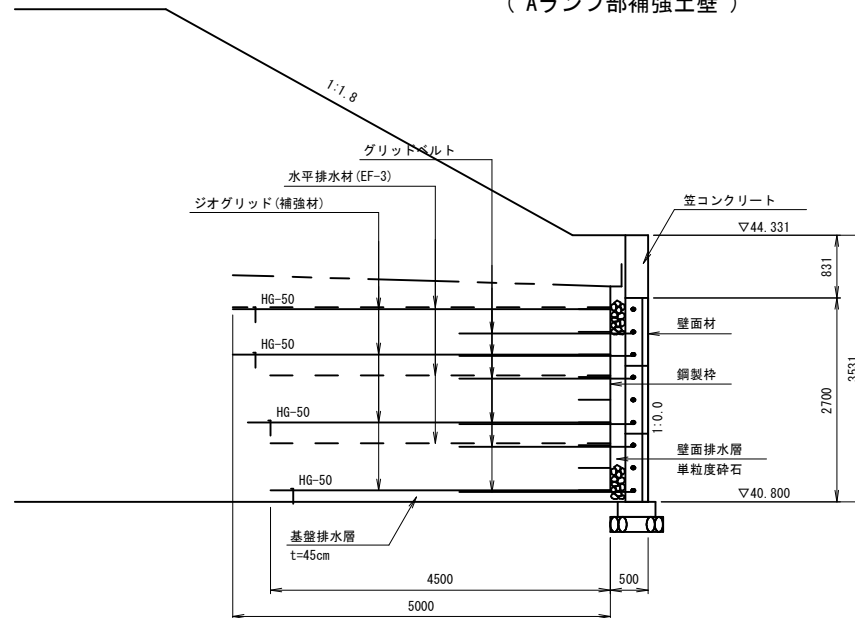 ( Aランプ部補強土壁 )
1:1.8
グリッドベルト
水平排水材(EF-3)
ジオグリッド(補強材)
笠コンクリート
▽44.331
831
HG-50
壁面材
HG-50
鋼製枠
3531
2700
HG-50
1:0.0
壁面排水層
単粒度砕石
HG-50
▽40.800
基盤排水層
t=45cm
4500
500
5000